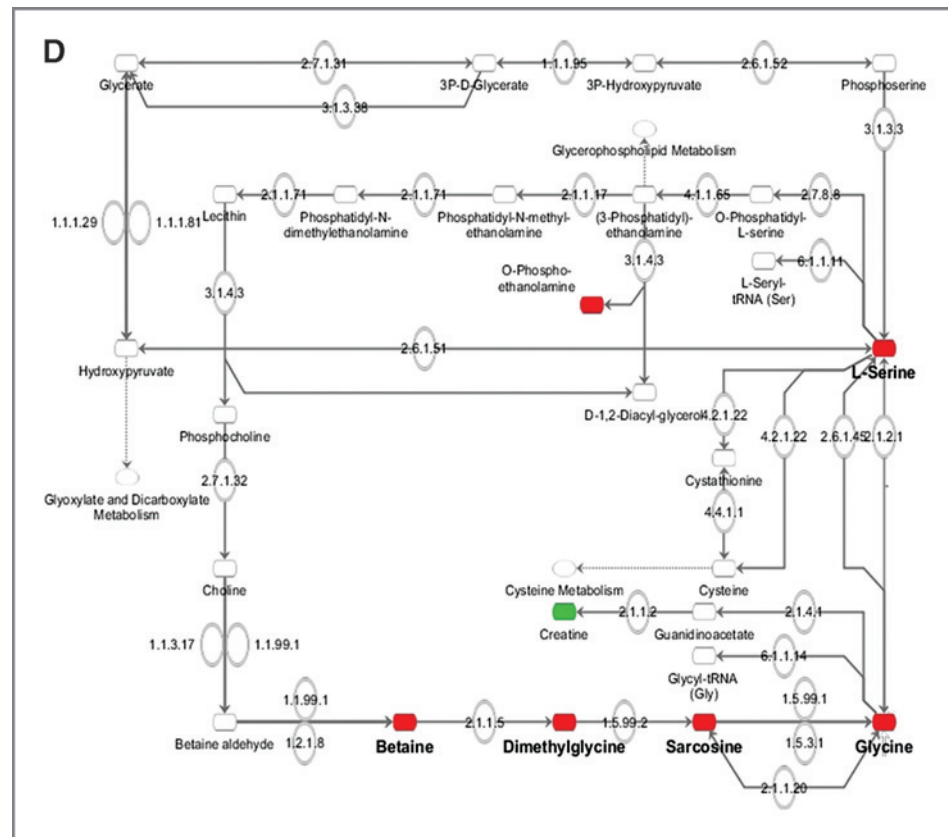 D
2.7.1.31
1.1.1.95
2.6.1.52
Glycerate
3P-D-Glycerate
3P-Hydroxypyruvate
Phosphoserine
3.1.3.38
3.1.3.3
Glycerophospholipid Metabolism
2.1.1.71
2.1.1.71
2.1.1.17
4.1.1.65
2.7.8.8
Lecithin
Phosphatidyl-N-
dimethylethanolamine
Phosphatidyl-N-methyl-
ethanolamine
(3-Phosphatidyl)-
ethanolamine
O-Phosphatidyl-
L-serine
1.1.1.29
1.1.1.81
3.1.4.3
6.1.1.11
O-Phospho-
ethanolamine
L-Seryl-
tRNA (Ser)
3.1.4.3
2.6.1.51
Hydroxypyruvate
L-Serine
D-1,2-Diacyl-glycerol
4.2.1.22
4.2.1.22
2.6.1.45
2.1.2.1
Phosphocholine
2.7.1.32
Cystathionine
Glyoxylate and Dicarboxylate
Metabolism
4.4.1.1
Choline
Cysteine Metabolism
Cysteine
2.1.1.2
2.1.4.1
Creatine
Guanidinoacetate
1.1.3.17
1.1.99.1
6.1.1.14
Glycyl-tRNA
(Gly)
1.1.99.1
1.5.99.1
2.1.1.5
1.5.99.2
Betaine aldehyde
1.2.1.8
Betaine
Dimethylglycine
Sarcosine
1.5.3.1
Glycine
2.1.1.20